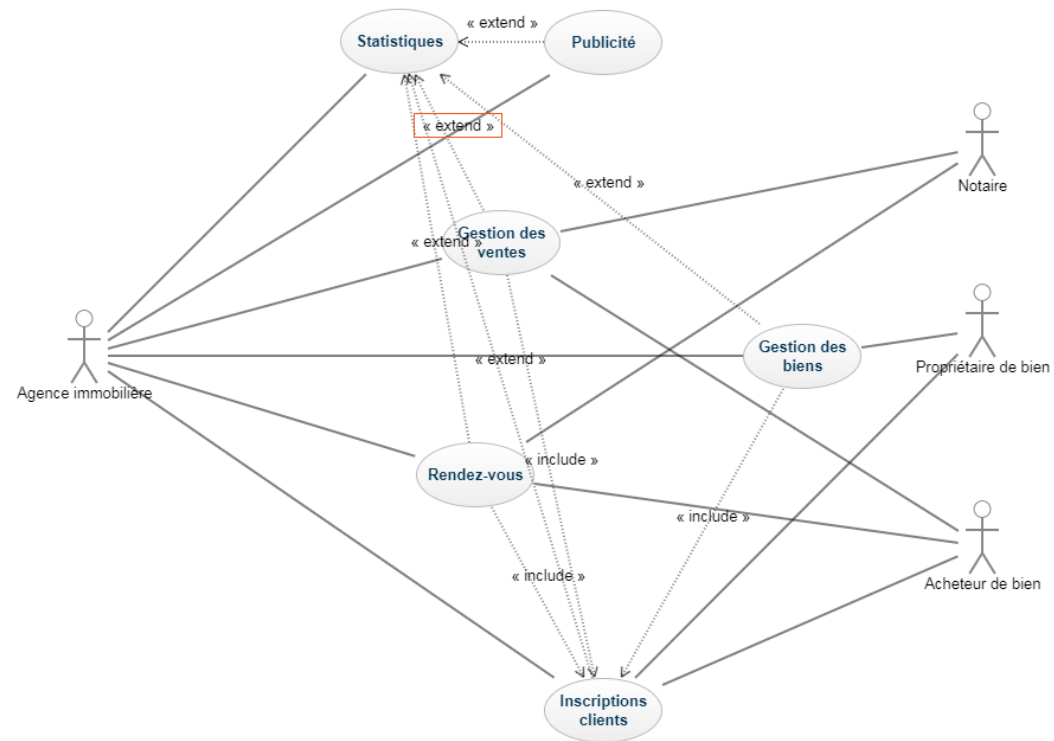 « extend »
Statistiques
Publicité
« extend »
Notaire
« extend »
Gestion des
ventes
« extend »
Gestion des
biens
« extend »
Propriétaire de bien
Agence immobilière
« include »
Rendez-vous
« include »
« include »
Acheteur de bien
Inscriptions
clients